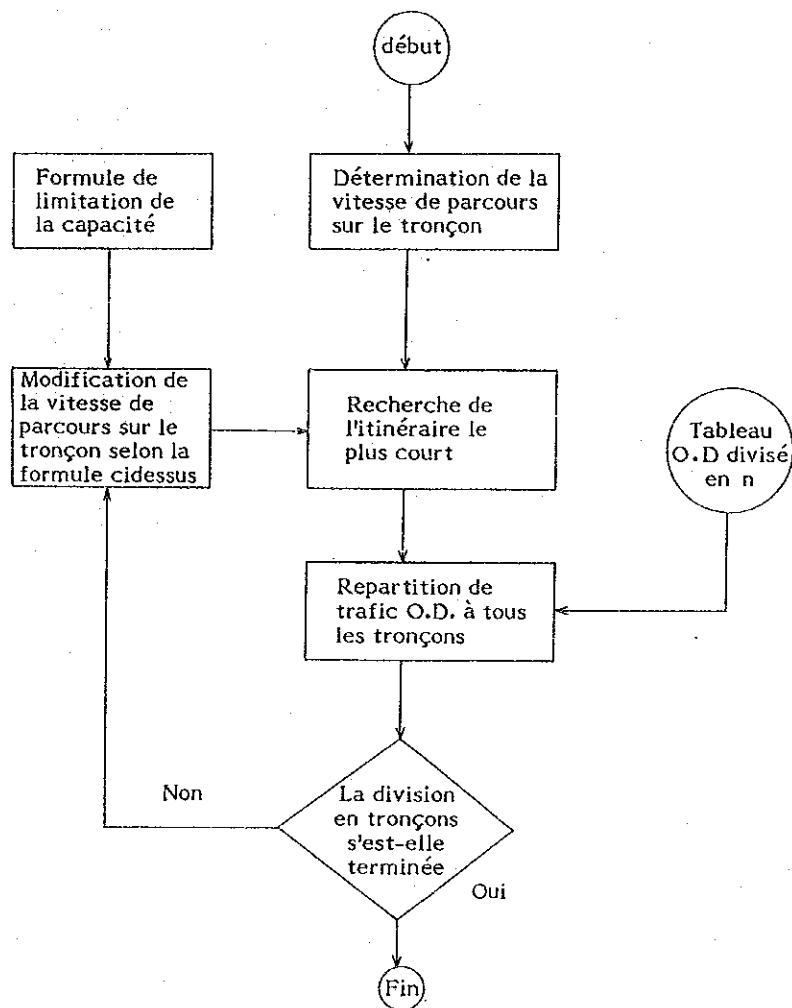 début
Formule de
limitation de
la capacité
Détermination de la
vitesse de parcours
sur le tronçon
Modification de
la vitesse de
parcours sur le
tronçon selon la
formule cidessus
Recherche de
l'itinéraire le
plus court
Tableau
O.D divisé
en n
Repartition de
trafic O.D. à tous
les tronçons
Non
La division
en tronçons
s'est-elle
terminée
Oui
Fin